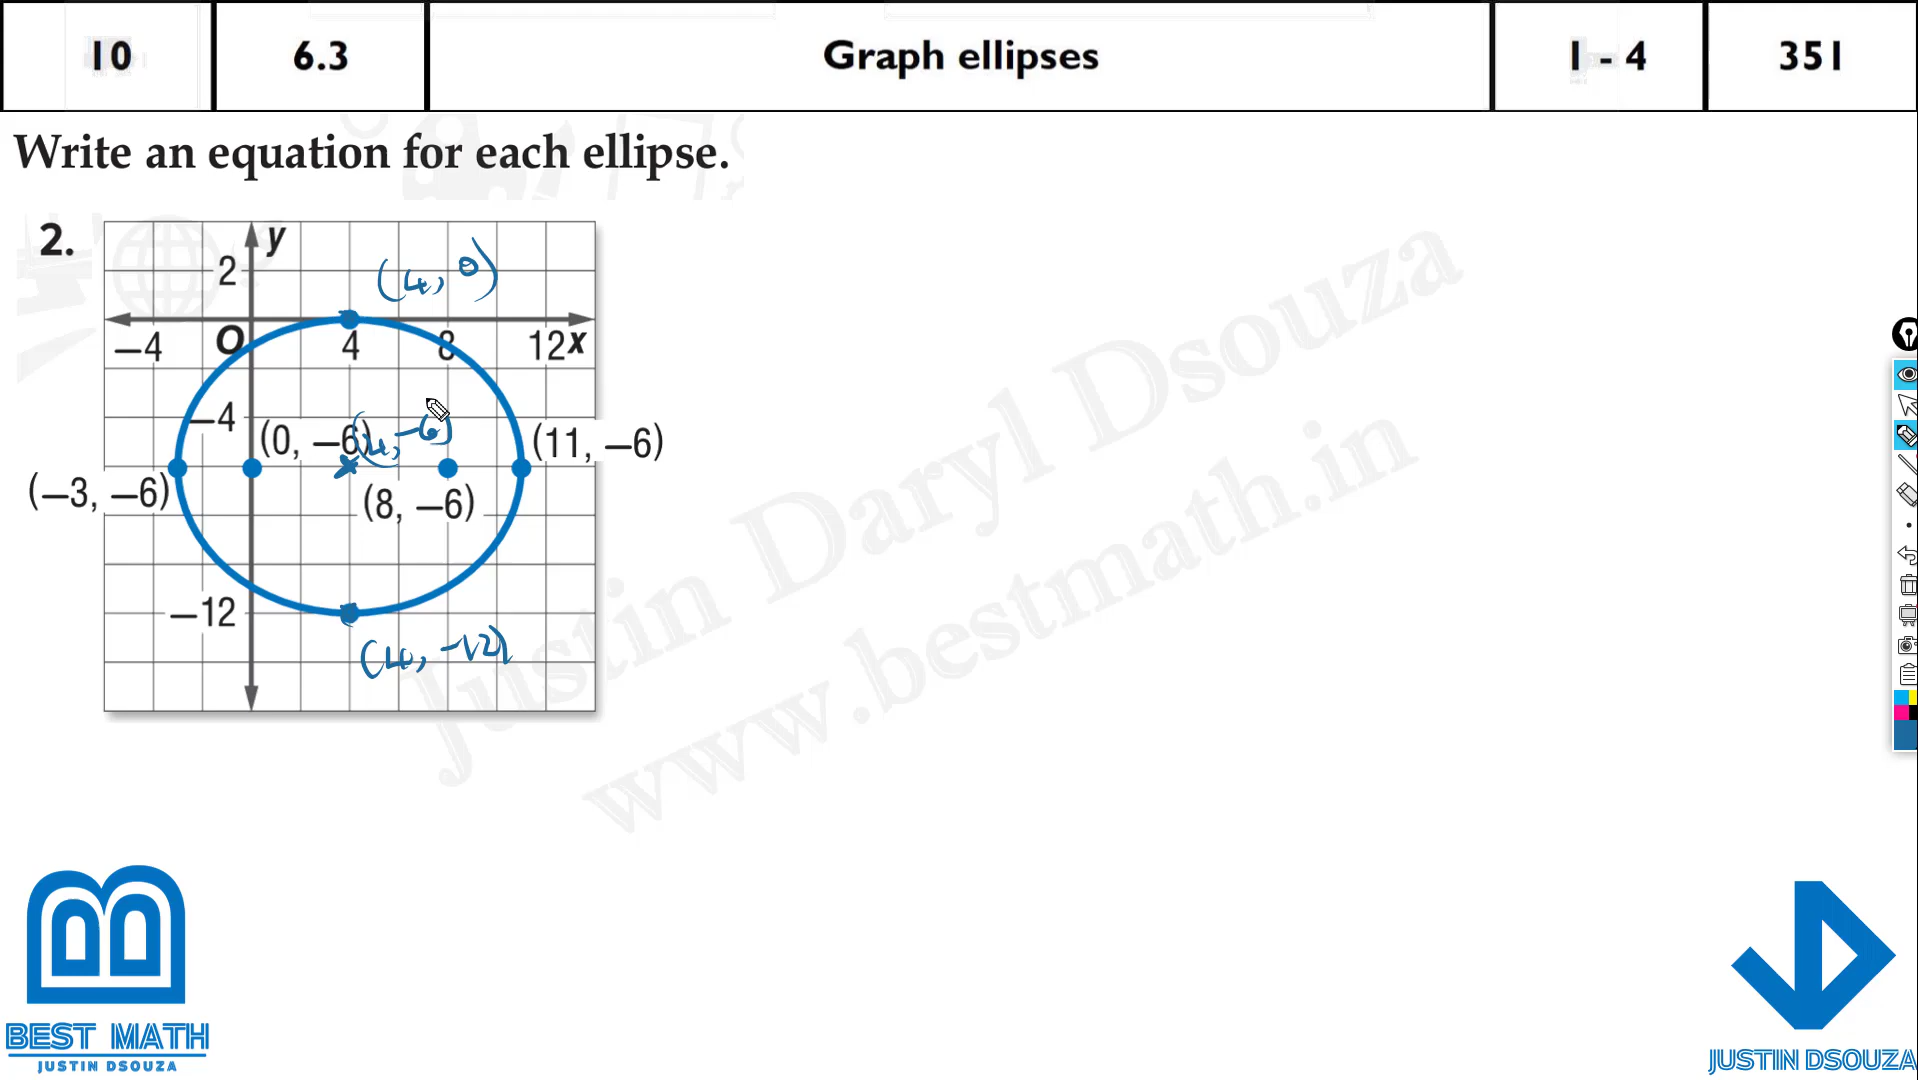 10 6.3 Graph ellipses 1 - 4 351
Write an equation for each ellipse.
2.
y
(4, 0)
2
−4 O 4 8 12 x
−4
(0, −6) (4, −6) (11, −6)
(−3, −6) (8, −6)
−12
(4, −12)
Justin Daryl Dsouza
www.bestmath.in
BEST MATH
JUSTIN DSOUZA
JUSTIN DSOUZA